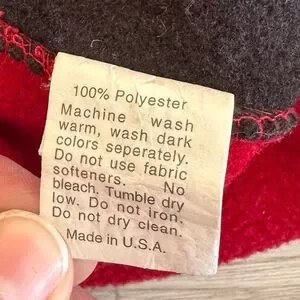 100% Polyester
Machine wash
warm, wash dark
colors seperately.
Do not use fabric
softeners. No
bleach. Tumble dry
low. Do not iron.
Do not dry clean.
Made in U.S.A.